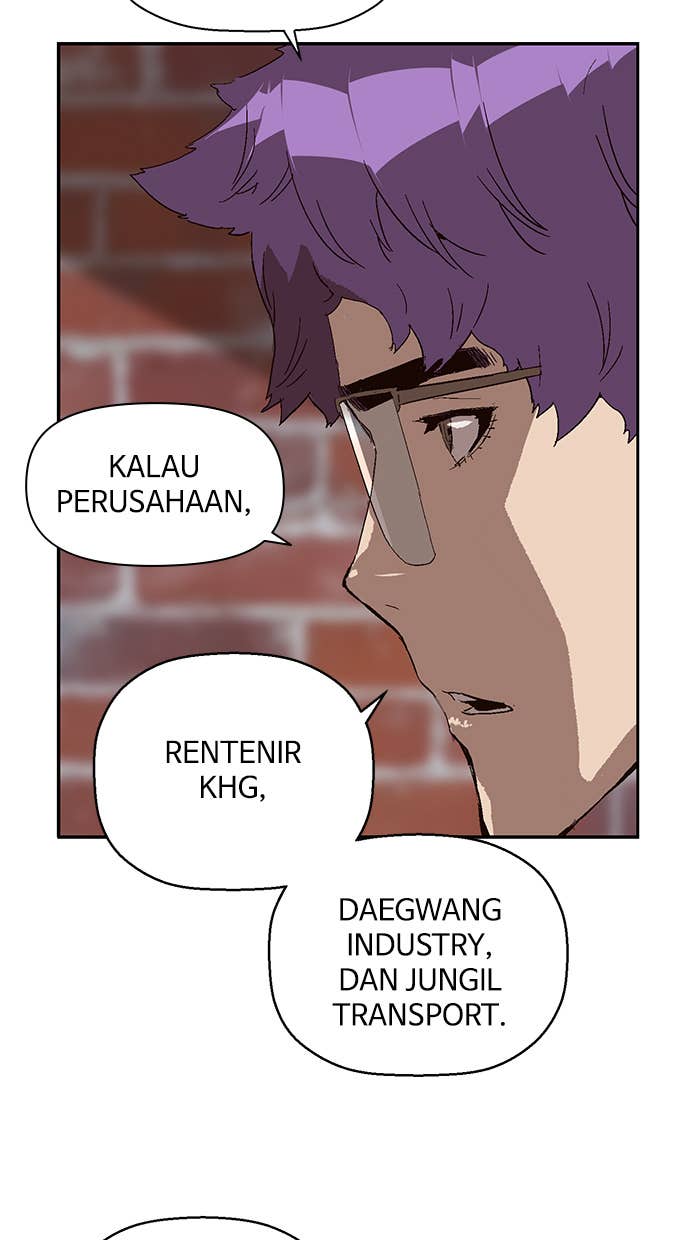 KALAU
PERUSAHAAN,
RENTENIR
KHG,
DAEGWANG
INDUSTRY,
DAN JUNGIL
TRANSPORT.